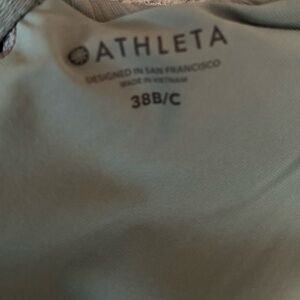 ATHLETA
DESIGNED IN SAN FRANCISCO
MADE IN VIETNAM
38B/C